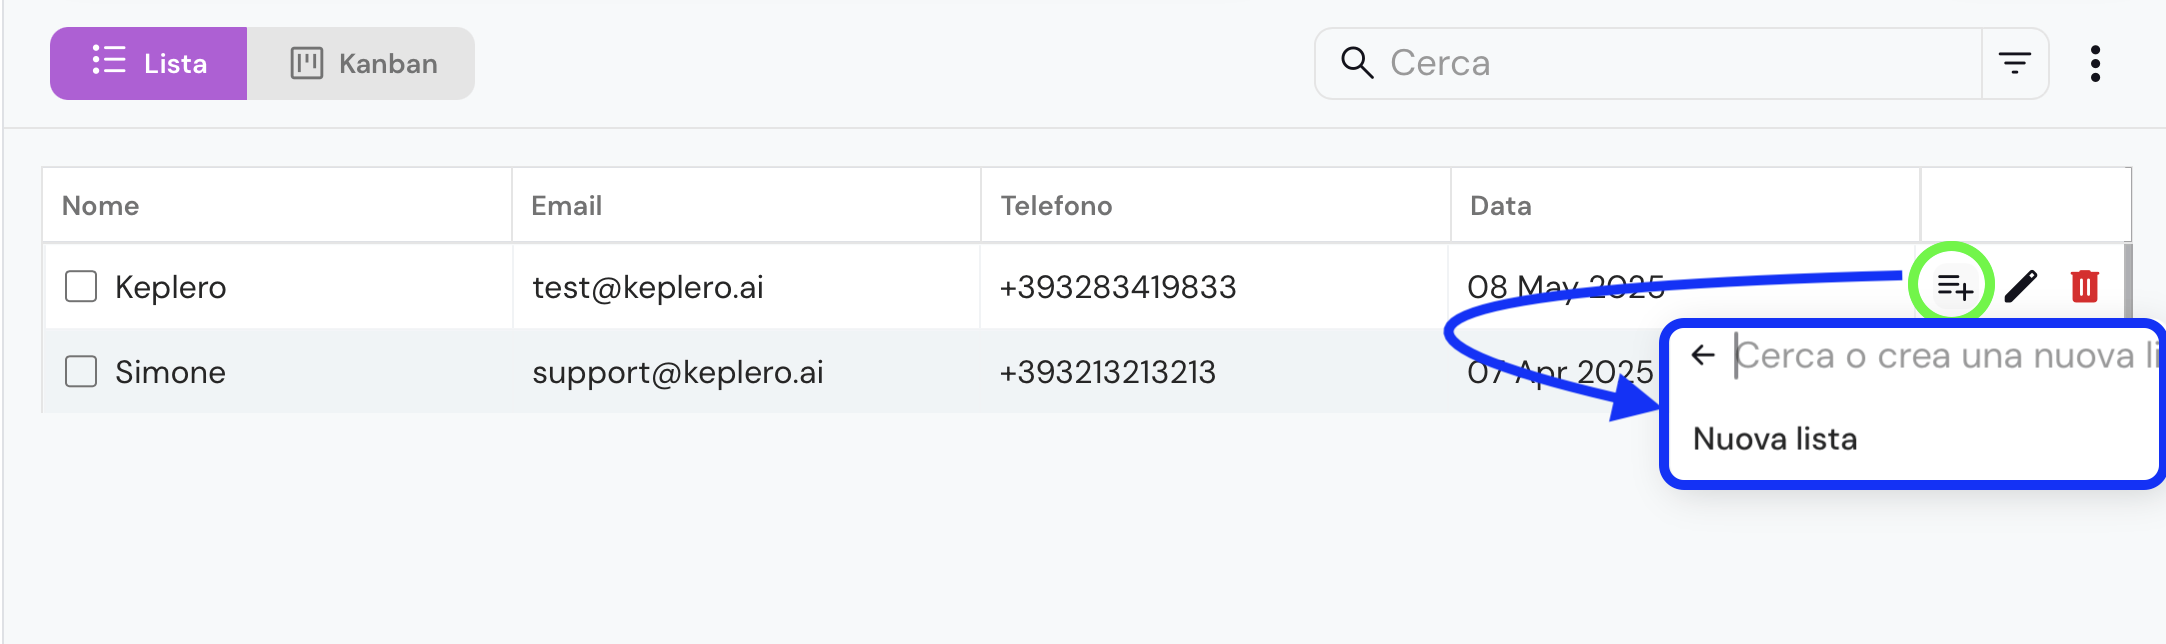 Lista Kanban Cerca
Nome Email Telefono Data
Keplero test@keplero.ai +393283419833 08 May 2025
Simone support@keplero.ai +393213213213 07 Apr 2025
Cerca o crea una nuova li
Nuova lista